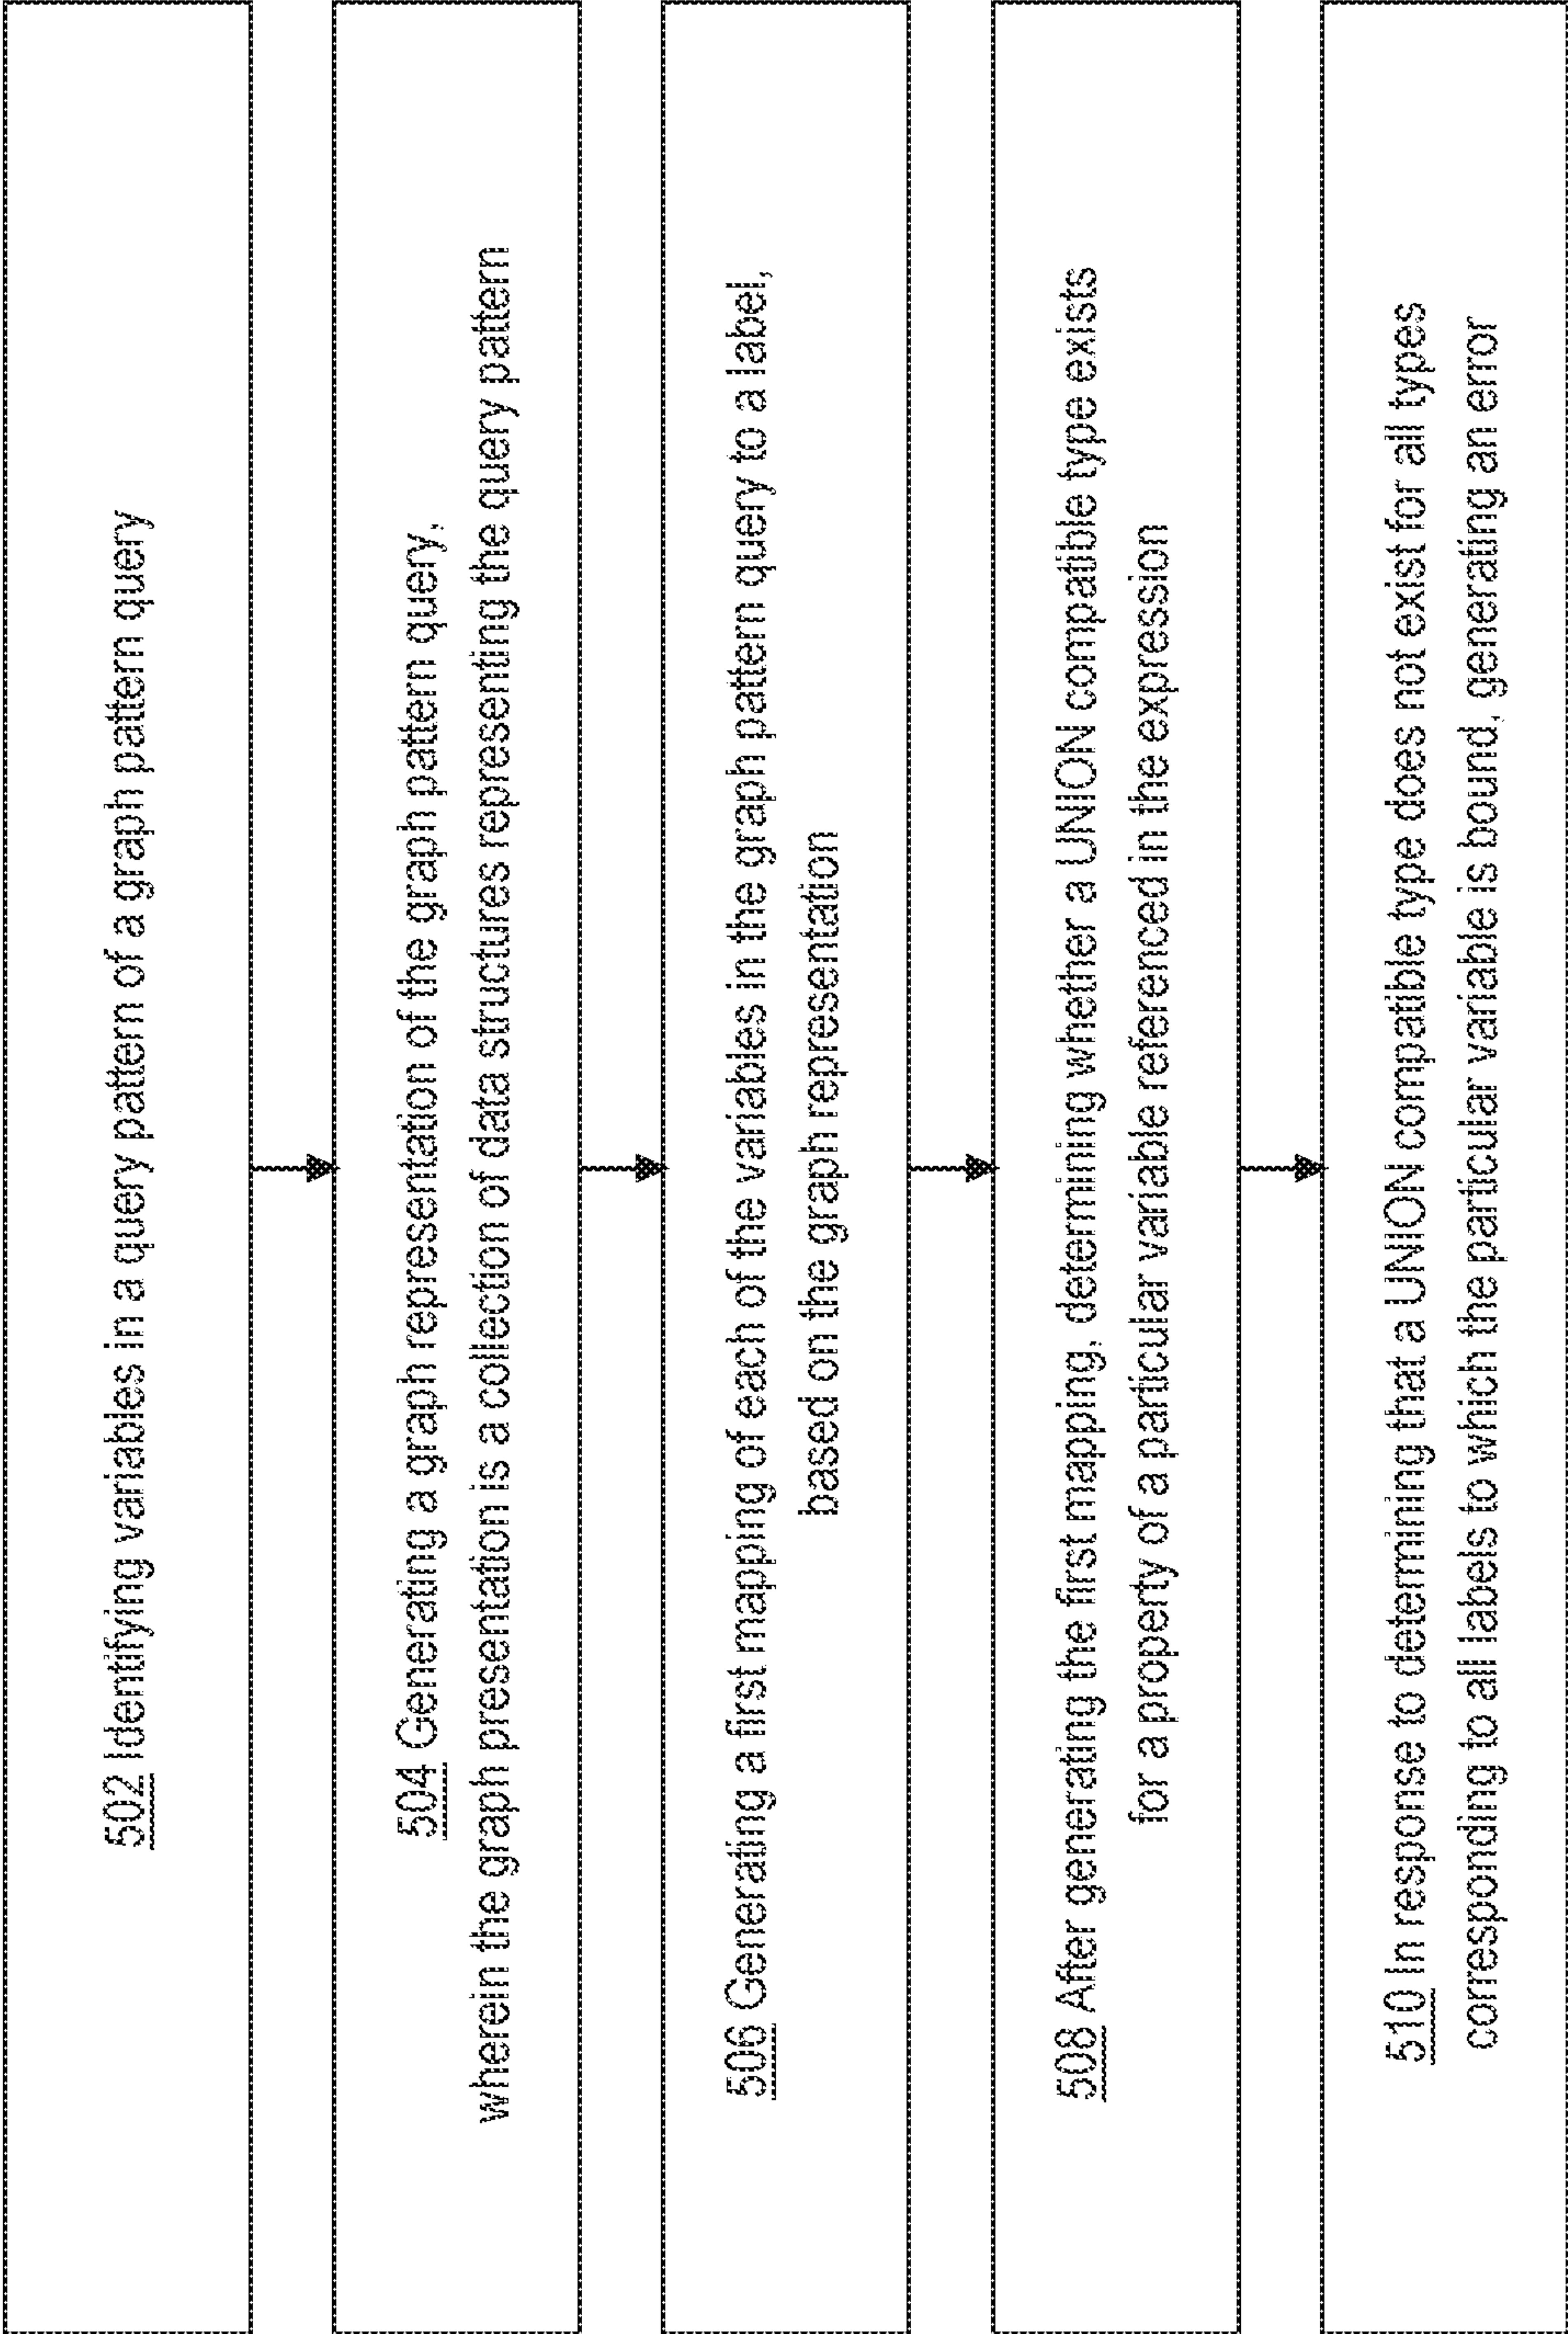 502 Identifying variables in a query pattern of a graph pattern query
504 Generating a graph representation of the graph pattern query,
wherein the graph presentation is a collection of data structures representing the query pattern
506 Generating a first mapping of each of the variables in the graph pattern query to a label,
based on the graph representation
508 After generating the first mapping, determining whether a UNION compatible type exists
for a property of a particular variable referenced in the expression
510 In response to determining that a UNION compatible type does not exist for all types
corresponding to all labels to which the particular variable is bound, generating an error